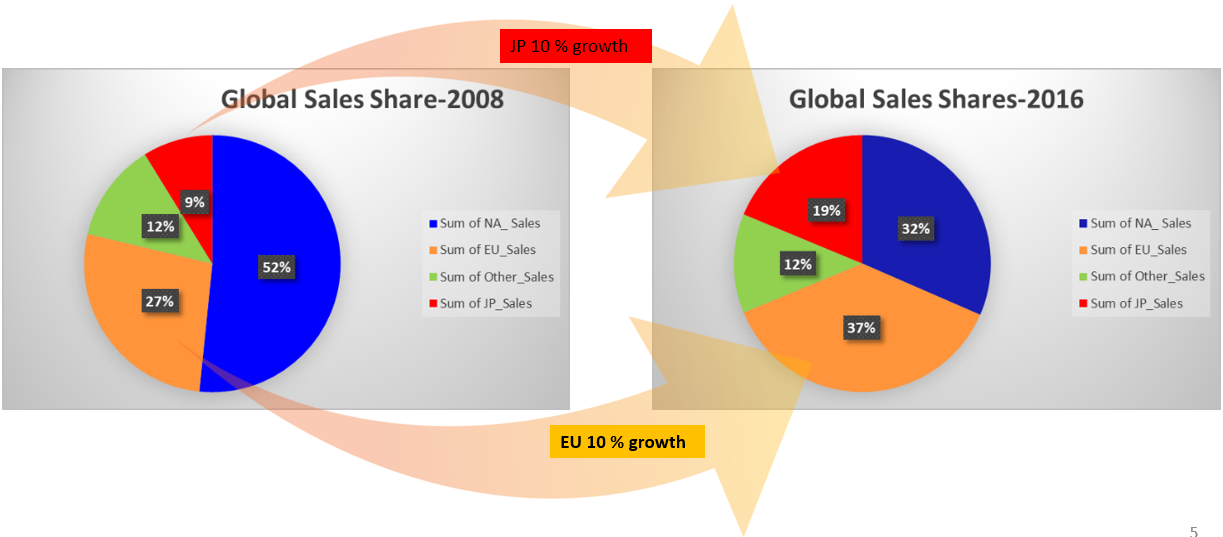 JP 10 % growth
Global Sales Share-2008
9%
12%
27%
52%
Sum of NA_ Sales
Sum of EU_Sales
Sum of Other_Sales
Sum of JP_Sales
Global Sales Shares-2016
19%
32%
12%
37%
Sum of NA_ Sales
Sum of EU_Sales
Sum of Other_Sales
Sum of JP_Sales
EU 10 % growth
5